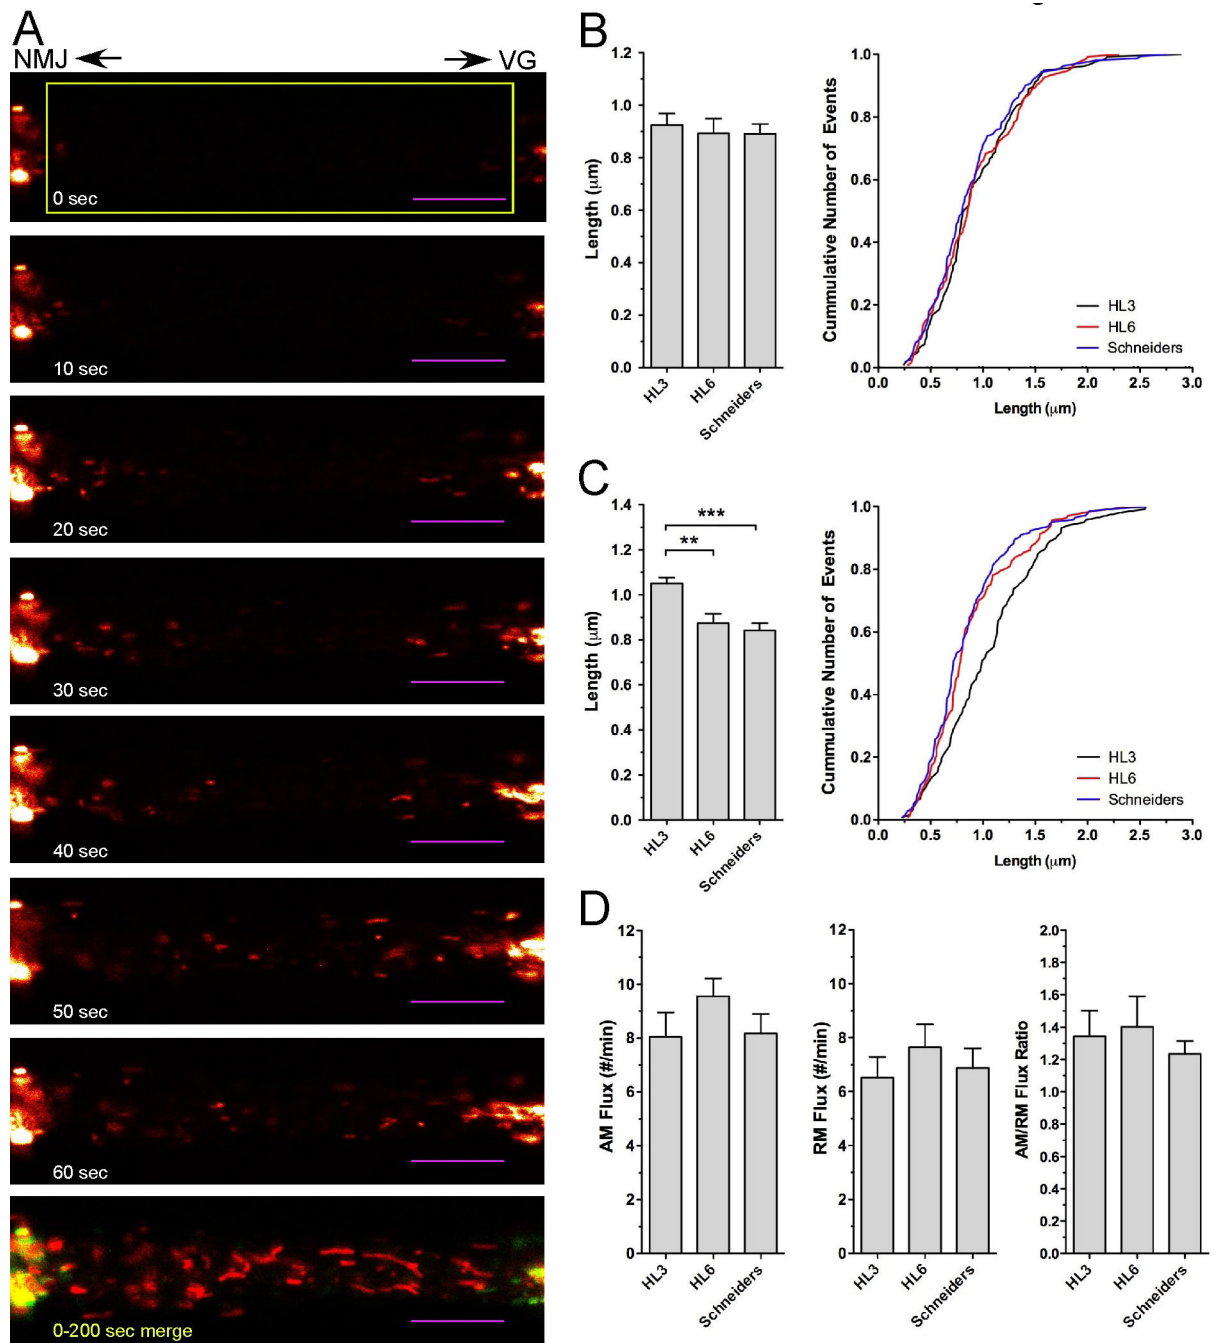 A
NMJ
VG
0 sec
10 sec
20 sec
30 sec
40 sec
50 sec
60 sec
0-200 sec merge
B
Length (μm)
1.2
1.0
0.8
0.6
0.4
0.2
0.0
HL3
HL6
Schneiders
Cummulative Number of Events
1.0
0.8
0.6
0.4
0.2
0.0
HL3
HL6
Schneiders
0.0 0.5 1.0 1.5 2.0 2.5 3.0
Length (μm)
C
Length (μm)
1.4
1.2
1.0
0.8
0.6
0.4
0.2
0.0
***
**
HL3
HL6
Schneiders
Cummulative Number of Events
1.0
0.8
0.6
0.4
0.2
0.0
HL3
HL6
Schneiders
0.0 0.5 1.0 1.5 2.0 2.5 3.0
Length (μm)
D
AM Flux (#/min)
12
10
8
6
4
2
0
HL3
HL6
Schneiders
RM Flux (#/min)
12
10
8
6
4
2
0
HL3
HL6
Schneiders
AM/RM Flux Ratio
2.0
1.8
1.6
1.4
1.2
1.0
0.8
0.6
0.4
0.2
0.0
HL3
HL6
Schneiders